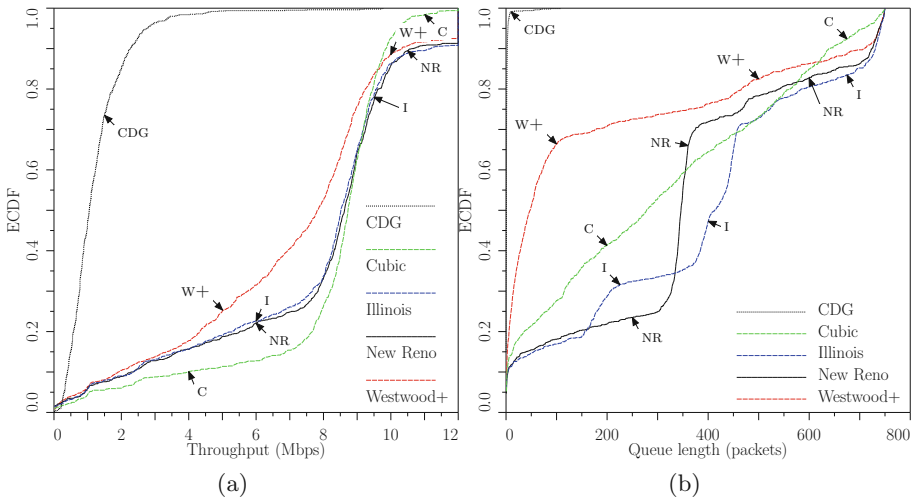 1.0
0.8
0.6
0.4
0.2
0.0
ECDF
CDG
W+
C
NR
I
W+
I
NR
C
CDG
Cubic
Illinois
New Reno
Westwood+
0
2
4
6
8
10
12
Throughput (Mbps)
(a)
1.0
0.8
0.6
0.4
0.2
0.0
ECDF
CDG
C
W+
I
NR
W+
NR
C
I
I
NR
CDG
Cubic
Illinois
New Reno
Westwood+
0
200
400
600
800
Queue length (packets)
(b)